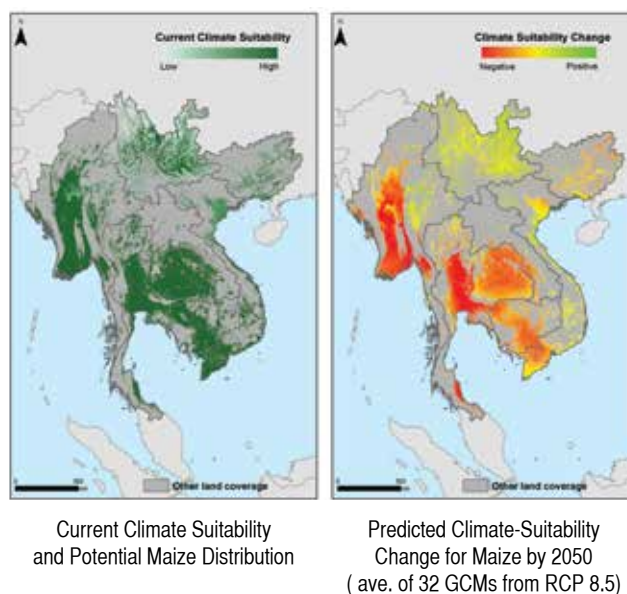 N
Current Climate Suitability
Low High
Other land coverage
N
Climate Suitability Change
Negative Positive
Other land coverage
Current Climate Suitability
and Potential Maize Distribution
Predicted Climate-Suitability
Change for Maize by 2050
( ave. of 32 GCMs from RCP 8.5)